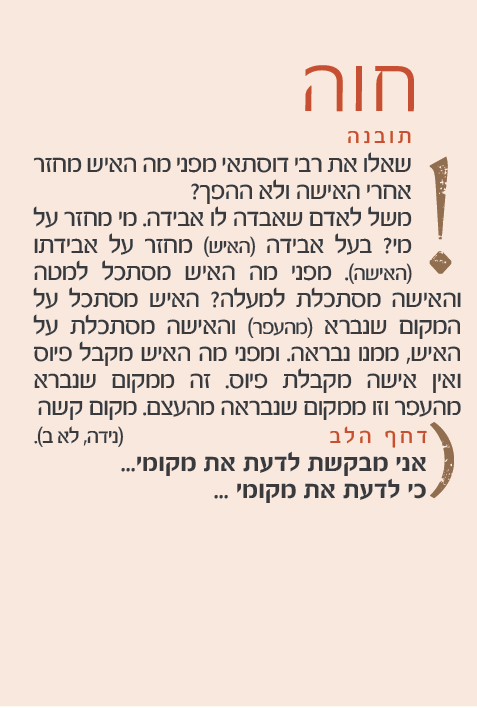 חוה
תובנה
שאלו את רבי דוסתאי מפני מה האיש מחזר
אחרי האישה ולא ההפך?
משל לאדם שאבדה לו אבידה. מי מחזר על
מי? בעל אבידה (האיש) מחזר על אבידתו
(האישה). מפני מה האיש מסתכל למטה
והאישה מסתכלת למעלה? האיש מסתכל על
המקום שנברא (מהעפר) והאישה מסתכלת על
האיש, ממנו נבראה. ומפני מה האיש מקבל פיוס
ואין אישה מקבלת פיוס. זה ממקום שנברא
מהעפר וזו ממקום שנבראה מהעצם. מקום קשה
(נידה, לא ב).
דחף הלב
אני מבקשת לדעת את מקומי...
כי לדעת את מקומי ...